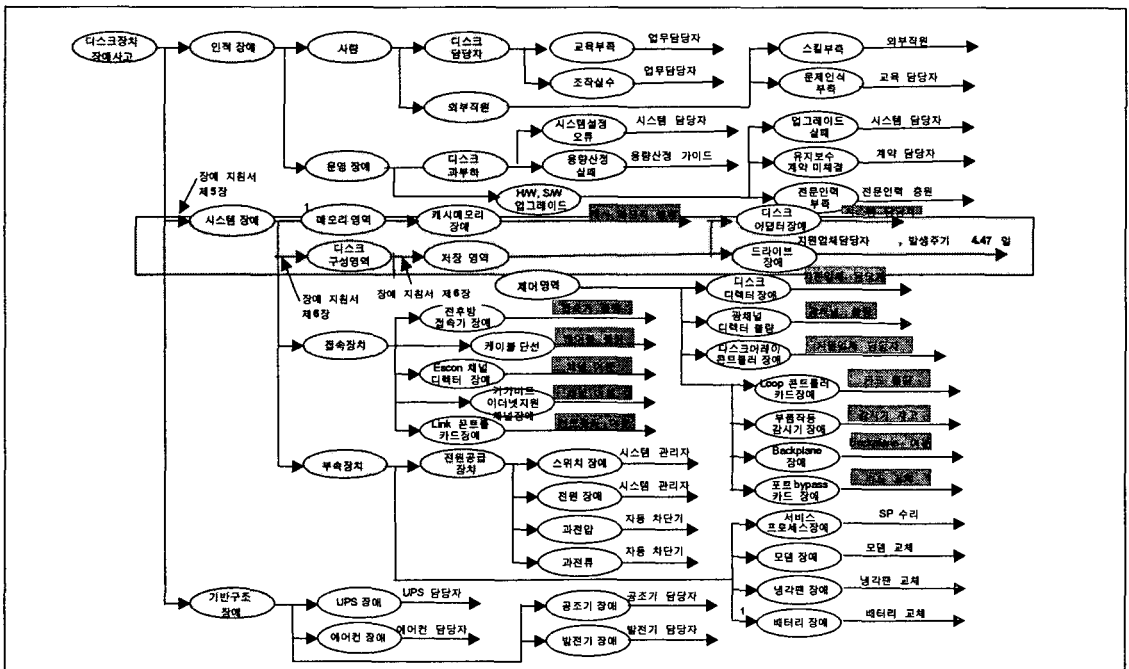 디스크장치
장애사고
인적 장애
사람
디스크
담당자
교육부족
업무담당자
조작실수
업무담당자
외부직원
스킬부족
외부직원
문제인식
부족
교육 담당자
운영 장애
디스크
과부하
시스템설정
오류
시스템 담당자
용량산정
실패
용량산정 가이드
H/W, S/W
업그레이드
업그레이드
실패
시스템 담당자
유지보수
계약 미체결
계약 담당자
전문인력
부족
전문인력 충원
장애 지침서
제5장
시스템 장애
1
메모리 영역
캐시메모리
장애
디스크
어댑터장애
디스크
구성영역
저장 영역
드라이브
장애
지원업체담당자 , 발생주기 4.47 일
장애 지침서
제6장
장애 지침서 제6장
제어영역
디스크
디렉터장애
광채널
디렉터 불량
디스크어레이
콘트롤러 장애
Loop 콘트롤러
카드장애
부품작동
감시기 장애
Backplane
장애
포트bypass
카드 장애
접속장치
전후방
접속기 장애
케이블 단선
Escon 채널
디렉터 장애
기가비트
이더넷지원
채널장애
Link 콘트롤
카드장애
부속장치
전원공급
장치
스위치 장애
시스템 관리자
전원 장애
시스템 관리자
과전압
자동 차단기
과전류
자동 차단기
서비스
프로세스장애
SP 수리
모뎀 장애
모뎀 교체
냉각팬 장애
냉각팬 교체
1
배터리 장애
배터리 교체
기반구조
장애
UPS 장애
UPS 담당자
에어컨 장애
에어컨 담당자
공조기 장애
공조기 담당자
발전기 장애
발전기 담당자